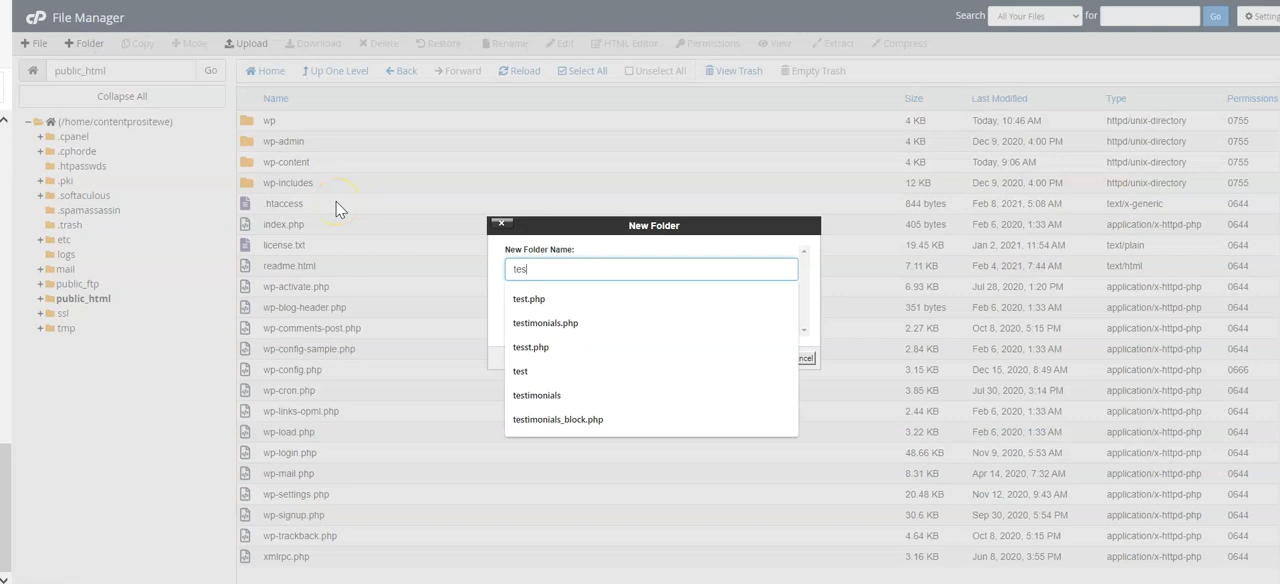 cP File Manager
Search All Your Files for Go
+ File + Folder Copy Move Upload Download Delete Restore Rename Edit HTML Editor Permissions View Extract Compress
public_html Go
Home Up One Level Back Forward Reload Select All Unselect All View Trash Empty Trash
Collapse All
Name Size Last Modified Type Permissions
(/home/contentprositewe)
.cpanel
.cphorde
.htpasswds
.pki
.softaculous
.spamassassin
.trash
etc
logs
mail
public_ftp
public_html
ssl
tmp
wp 4 KB Today, 10:46 AM httpd/unix-directory 0755
wp-admin 4 KB Dec 9, 2020, 4:00 PM httpd/unix-directory 0755
wp-content 4 KB Today, 9:06 AM httpd/unix-directory 0755
wp-includes 12 KB Dec 9, 2020, 4:00 PM httpd/unix-directory 0755
.htaccess 844 bytes Feb 8, 2021, 5:08 AM text/x-generic 0644
index.php 405 bytes Feb 6, 2020, 1:33 AM application/x-httpd-php 0644
license.txt 19.45 KB Jan 2, 2021, 11:54 AM text/plain 0644
readme.html 7.11 KB Feb 4, 2021, 7:44 AM text/html 0644
wp-activate.php 6.93 KB Jul 28, 2020, 1:20 PM application/x-httpd-php 0644
wp-blog-header.php 351 bytes Feb 6, 2020, 1:33 AM application/x-httpd-php 0644
wp-comments-post.php 2.27 KB Oct 8, 2020, 5:15 PM application/x-httpd-php 0644
wp-config-sample.php 2.84 KB Feb 6, 2020, 1:33 AM application/x-httpd-php 0644
wp-config.php 3.15 KB Dec 15, 2020, 8:49 AM application/x-httpd-php 0666
wp-cron.php 3.85 KB Jul 30, 2020, 3:14 PM application/x-httpd-php 0644
wp-links-opml.php 2.44 KB Feb 6, 2020, 1:33 AM application/x-httpd-php 0644
wp-load.php 3.22 KB Feb 6, 2020, 1:33 AM application/x-httpd-php 0644
wp-login.php 48.66 KB Nov 9, 2020, 5:53 AM application/x-httpd-php 0644
wp-mail.php 8.31 KB Apr 14, 2020, 7:32 AM application/x-httpd-php 0644
wp-settings.php 20.48 KB Nov 12, 2020, 9:43 AM application/x-httpd-php 0644
wp-signup.php 30.6 KB Sep 30, 2020, 5:54 PM application/x-httpd-php 0644
wp-trackback.php 4.64 KB Oct 8, 2020, 5:15 PM application/x-httpd-php 0644
xmlrpc.php 3.16 KB Jun 8, 2020, 3:55 PM application/x-httpd-php 0644
New Folder
New Folder Name:
tes
test.php
testimonials.php
tesst.php
test
testimonials
testimonials_block.php